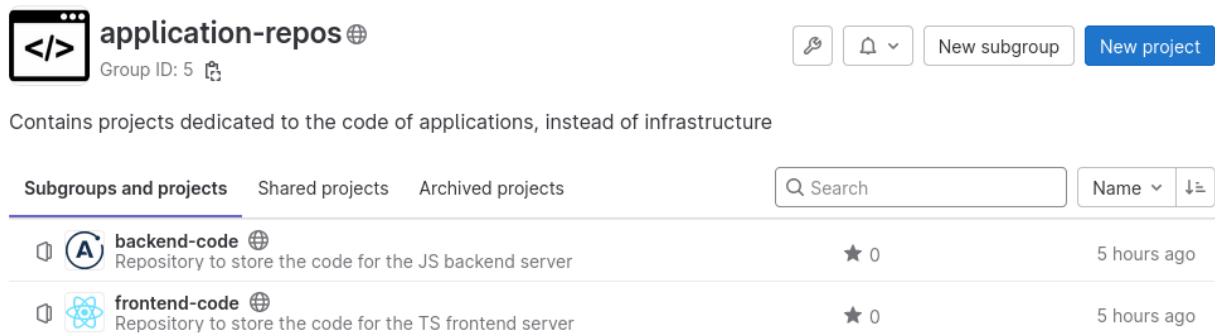 </>
application-repos
Group ID: 5
New subgroup
New project
Contains projects dedicated to the code of applications, instead of infrastructure
Subgroups and projects Shared projects Archived projects
Search
Name
backend-code
Repository to store the code for the JS backend server
0
5 hours ago
A
frontend-code
Repository to store the code for the TS frontend server
0
5 hours ago